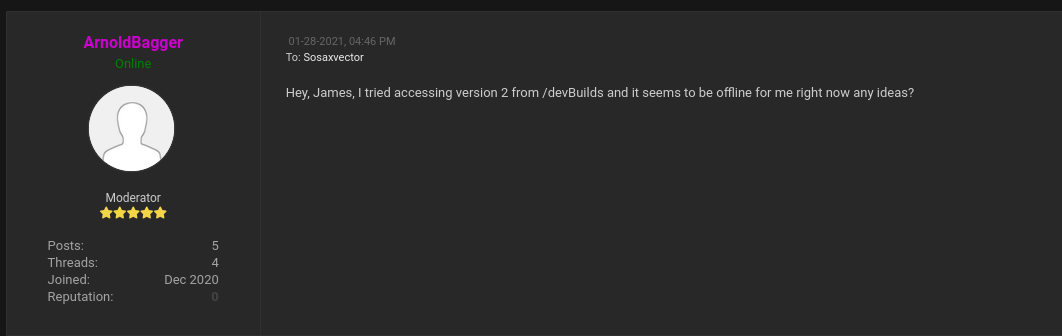 ArnoldBagger
Online
Moderator
Posts: 5
Threads: 4
Joined: Dec 2020
Reputation: 0
01-28-2021, 04:46 PM
To: Sosaxvector
Hey, James, I tried accessing version 2 from /devBuilds and it seems to be offline for me right now any ideas?